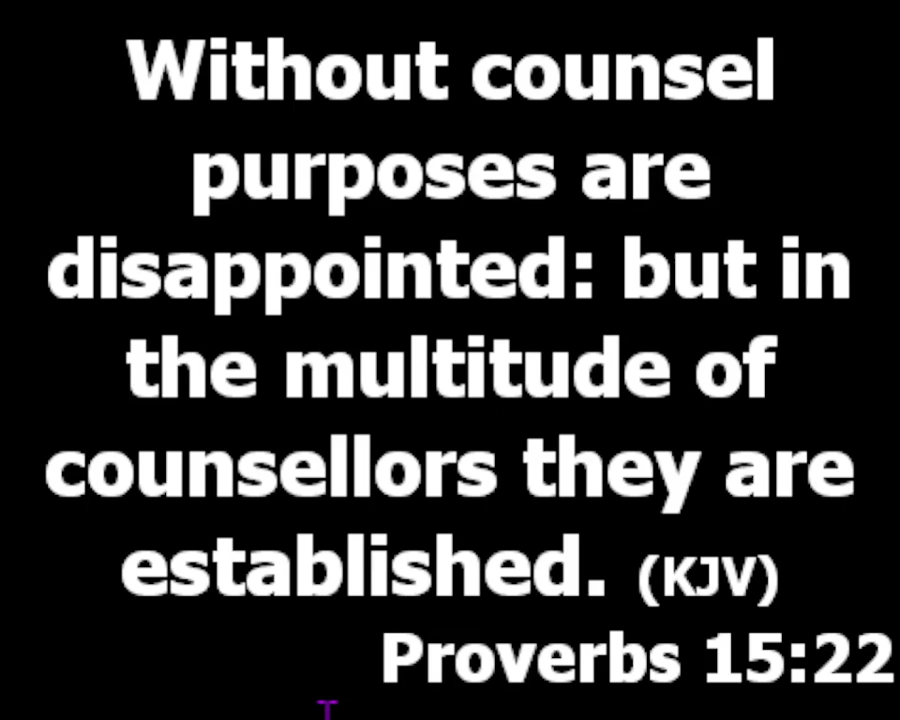 Without counsel
purposes are
disappointed: but in
the multitude of
counsellors they are
established. (KJV)
Proverbs 15:22